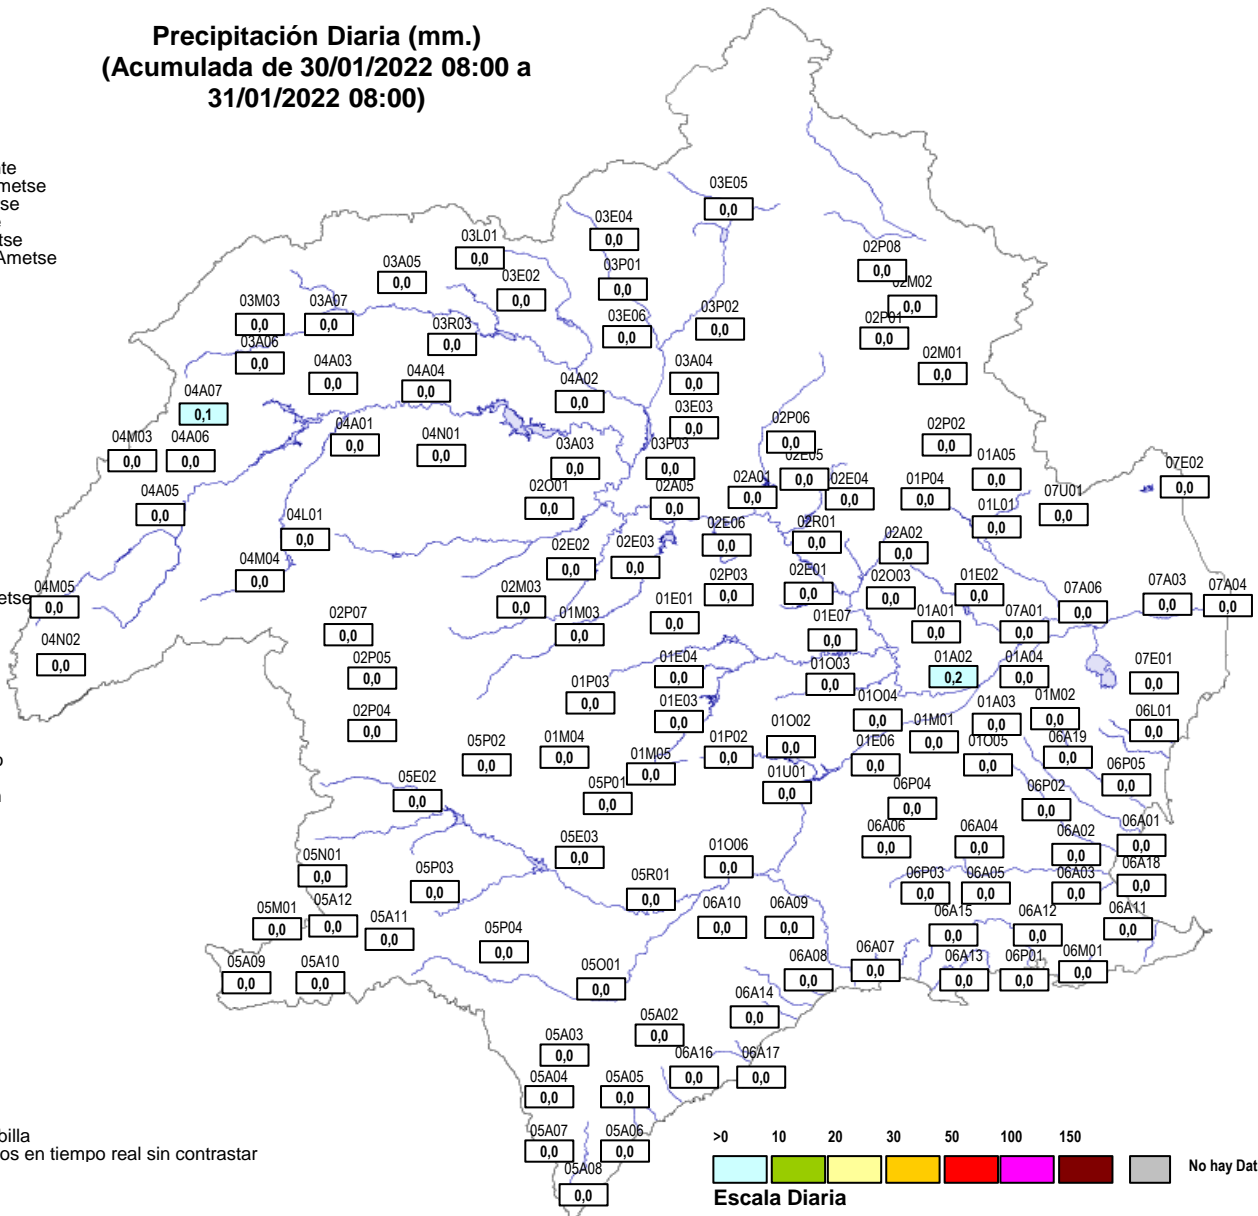 Precipitación Diaria (mm.)
(Acumulada de 30/01/2022 08:00 a
31/01/2022 08:00)
nte
metse
se
e
tse
Ametse
03E05
0,0
03E04
0,0
03L01
0,0
03P01
0,0
02P08
0,0
03A05
0,0
03E02
0,0
02M02
0,0
03M03
0,0
03A07
0,0
03P02
0,0
03E06
0,0
02P01
0,0
03R03
0,0
03A06
0,0
04A03
0,0
04A04
0,0
03A04
0,0
02M01
0,0
04A07
0,1
04A02
0,0
03E03
0,0
04M03
0,0
04A06
0,0
04A01
0,0
04N01
0,0
03A03
0,0
03P03
0,0
02P06
0,0
02P02
0,0
02E05
0,0
01A05
0,0
07E02
0,0
04A05
0,0
02O01
0,0
02A05
0,0
02A01
0,0
02E04
0,0
01P04
0,0
07U01
0,0
04L01
0,0
01L01
0,0
02E06
0,0
02R01
0,0
02A02
0,0
02E02
0,0
02E03
0,0
04M04
0,0
etse
04M05
0,0
02M03
0,0
02P03
0,0
02E01
0,0
02O03
0,0
01E02
0,0
07A06
0,0
07A03
0,0
07A04
0,0
02P07
0,0
01M03
0,0
01E01
0,0
01E07
0,0
01A01
0,0
07A01
0,0
04N02
0,0
02P05
0,0
01E04
0,0
01O03
0,0
01A02
0,2
01A04
0,0
07E01
0,0
01P03
0,0
02P04
0,0
01E03
0,0
01O04
0,0
01A03
0,0
01M02
0,0
06L01
0,0
01M01
0,0
01O02
0,0
05P02
0,0
01M04
0,0
01M05
0,0
01P02
0,0
01E06
0,0
01O05
0,0
06A19
0,0
05E02
0,0
05P01
0,0
01U01
0,0
06P04
0,0
06P02
0,0
06P05
0,0
05E03
0,0
01O06
0,0
06A06
0,0
06A04
0,0
06A02
0,0
06A01
0,0
05N01
0,0
05P03
0,0
05R01
0,0
06P03
0,0
06A05
0,0
06A03
0,0
06A18
0,0
05M01
0,0
05A12
0,0
05A11
0,0
06A10
0,0
06A09
0,0
06A15
0,0
06A12
0,0
06A11
0,0
05P04
0,0
05A09
0,0
05A10
0,0
05O01
0,0
06A08
0,0
06A07
0,0
06A13
0,0
06P01
0,0
06M01
0,0
06A14
0,0
05A02
0,0
05A03
0,0
06A16
0,0
06A17
0,0
05A04
0,0
05A05
0,0
billa
os en tiempo real sin contrastar
05A07
0,0
05A06
0,0
05A08
0,0
>0 10 20 30 50 100 150
No hay Dat
Escala Diaria